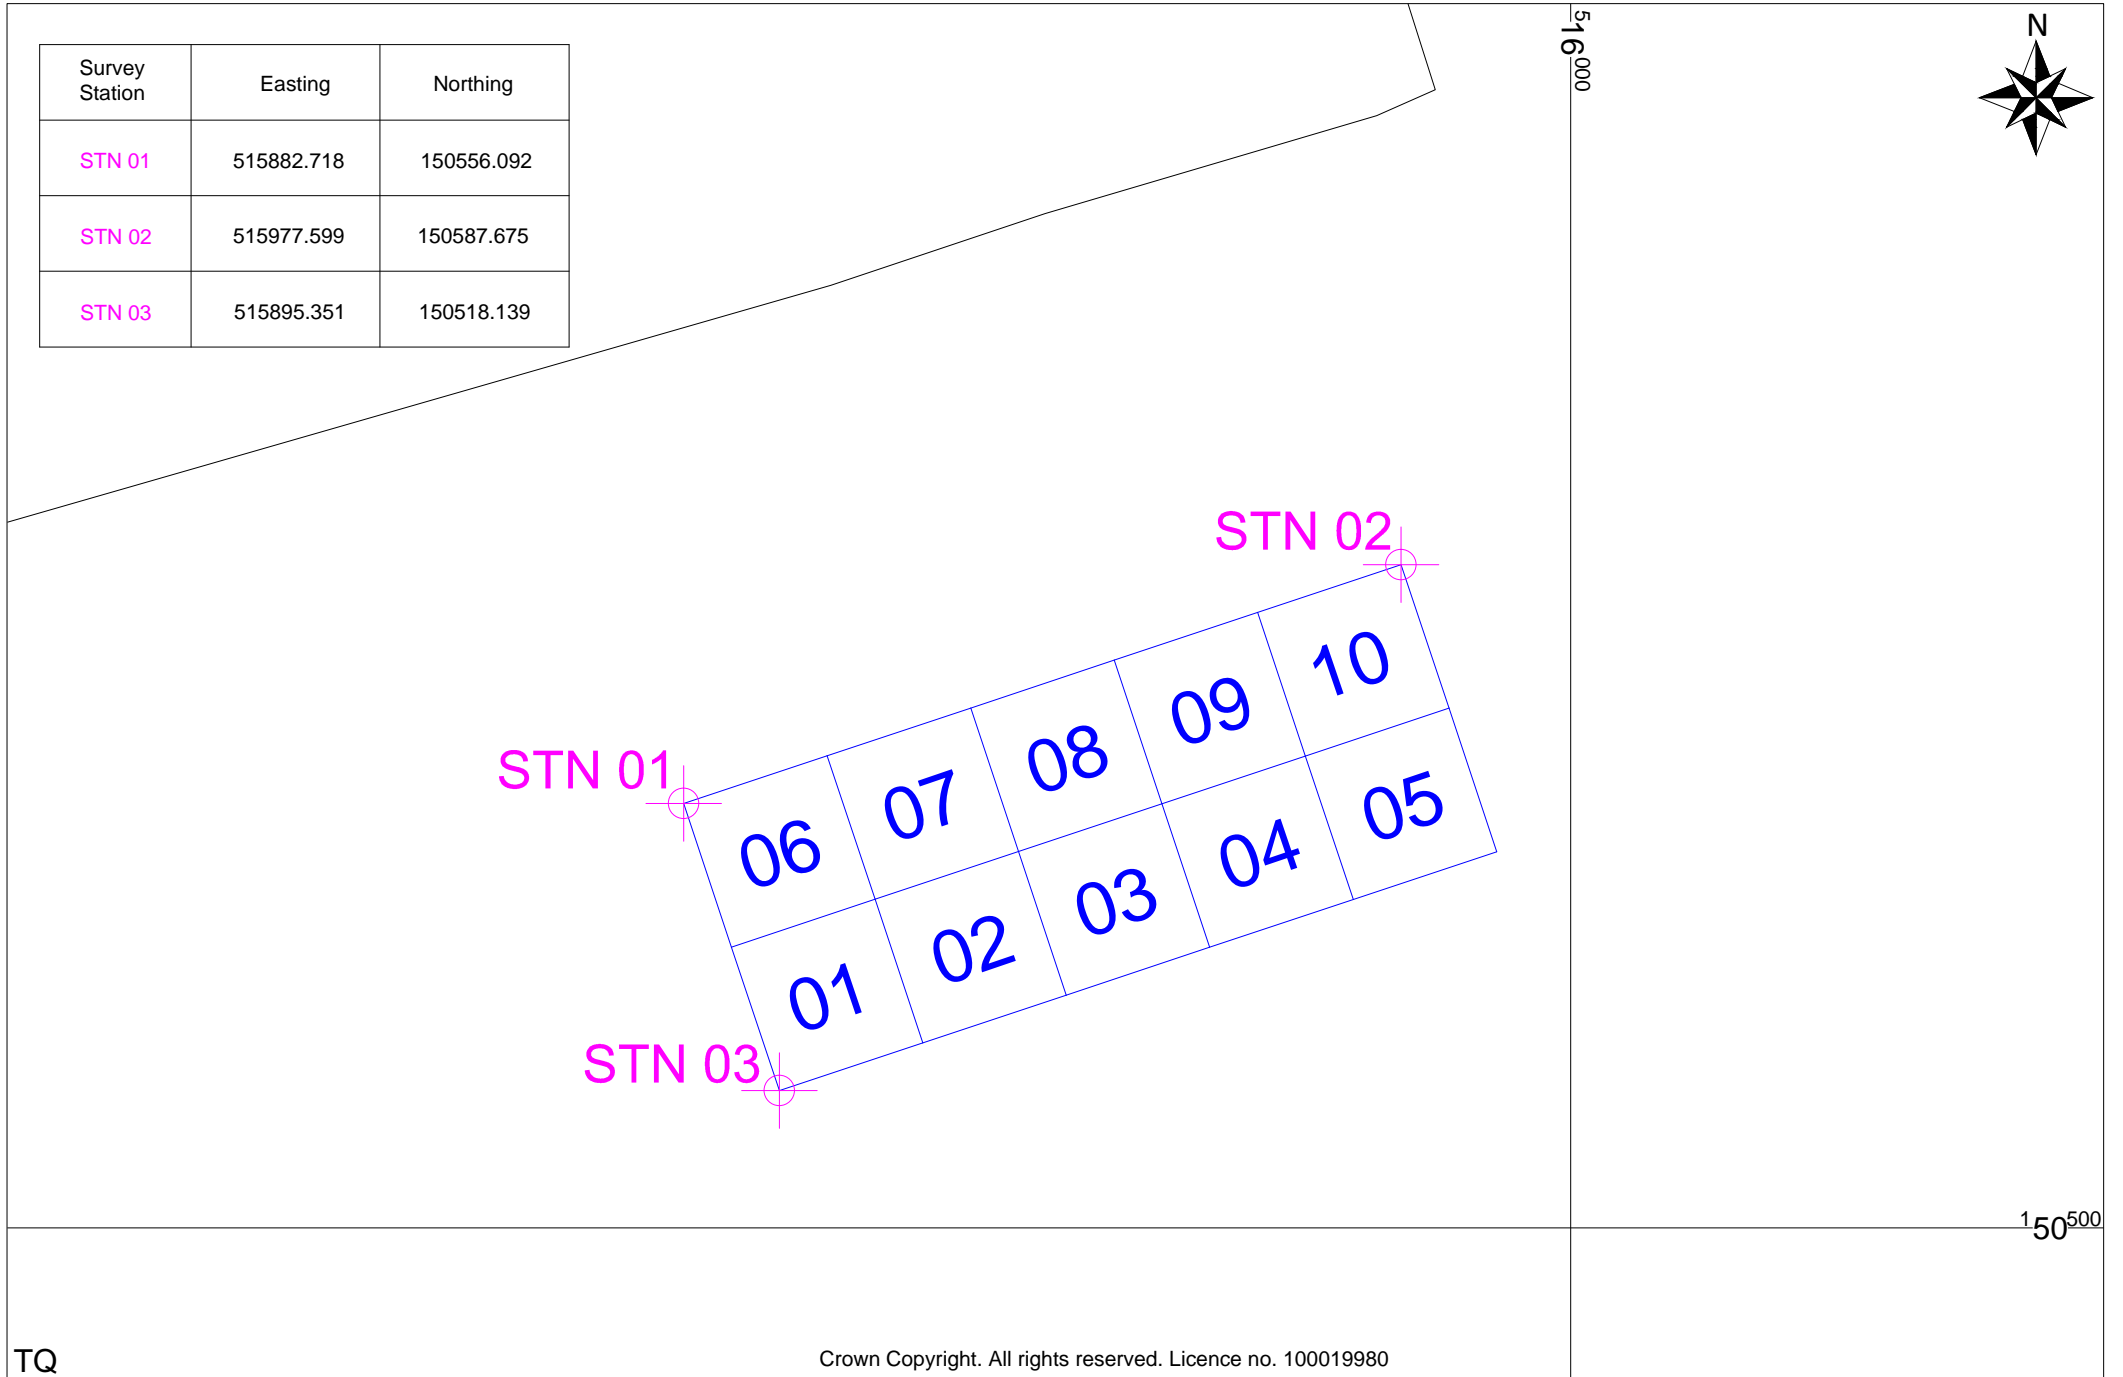 Survey Station Easting Northing
STN 01 515882.718 150556.092
STN 02 515977.599 150587.675
STN 03 515895.351 150518.139
516000
N
STN 02
STN 01
06 07 08 09 10
01 02 03 04 05
STN 03
150500
TQ
Crown Copyright. All rights reserved. Licence no. 100019980